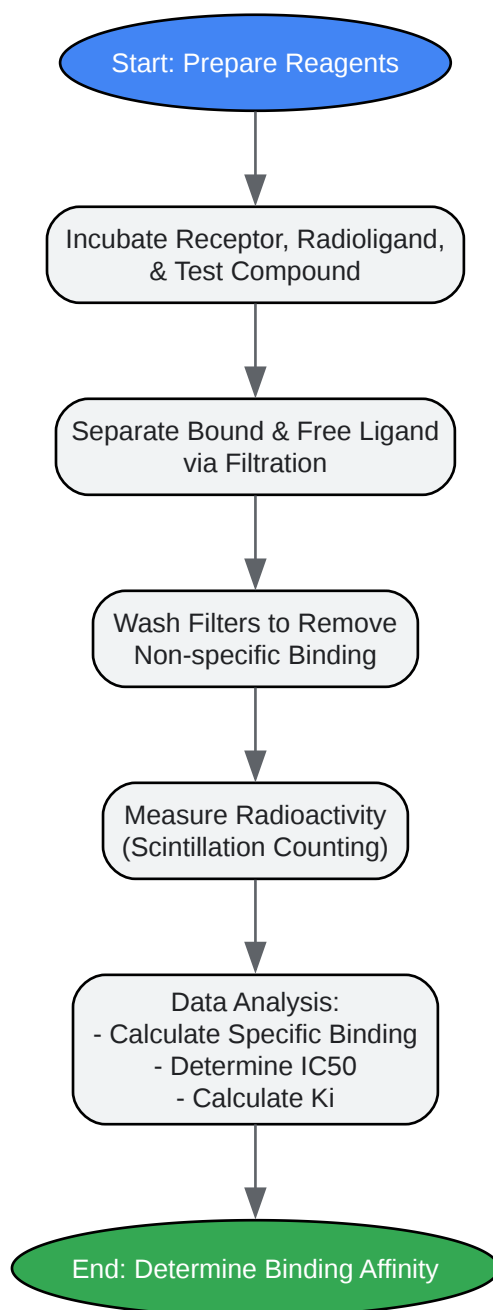 Start: Prepare Reagents
Incubate Receptor, Radioligand,
& Test Compound
Separate Bound & Free Ligand
via Filtration
Wash Filters to Remove
Non-specific Binding
Measure Radioactivity
(Scintillation Counting)
Data Analysis:
- Calculate Specific Binding
- Determine IC50
- Calculate Ki
End: Determine Binding Affinity